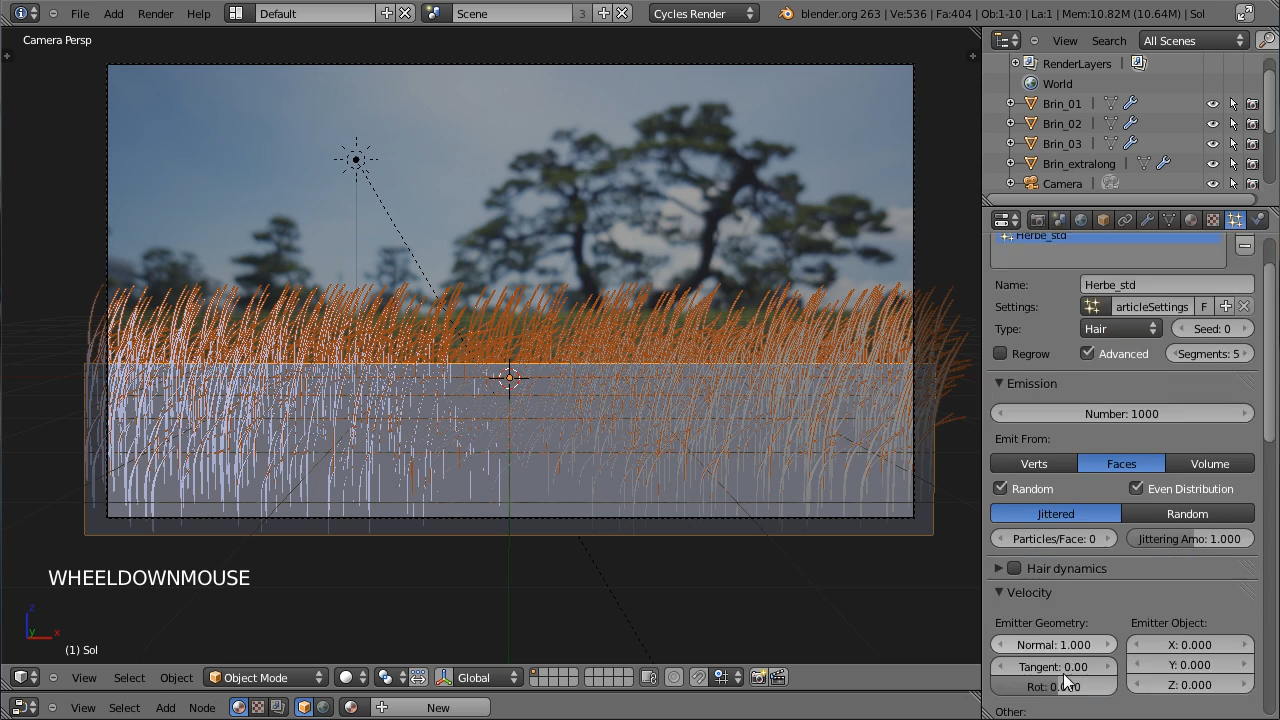 File Add Render Help Default Scene 3 Cycles Render blender.org 263 | Ve:536 | Fa:404 | Ob:1-10 | La:1 | Mem:10.82M (10.64M) | Sol
Camera Persp
View Search All Scenes
RenderLayers
World
Brin_01
Brin_02
Brin_03
Brin_extralong
Camera
Herbe_std
Name: Herbe_std
Settings: articleSettings F
Type: Hair Seed: 0
Regrow Advanced Segments: 5
Emission
Number: 1000
Emit From:
Verts Faces Volume
Random Even Distribution
Jittered Random
Particles/Face: 0 Jittering Amo: 1.000
Hair dynamics
Velocity
Emitter Geometry: Emitter Object:
Normal: 1.000 X: 0.000
Tangent: 0.00 Y: 0.000
Rot: 0.000 Z: 0.000
Other:
WHEELDOWNMOUSE
z
y x
(1) Sol
View Select Object Object Mode Global
View Select Add Node New